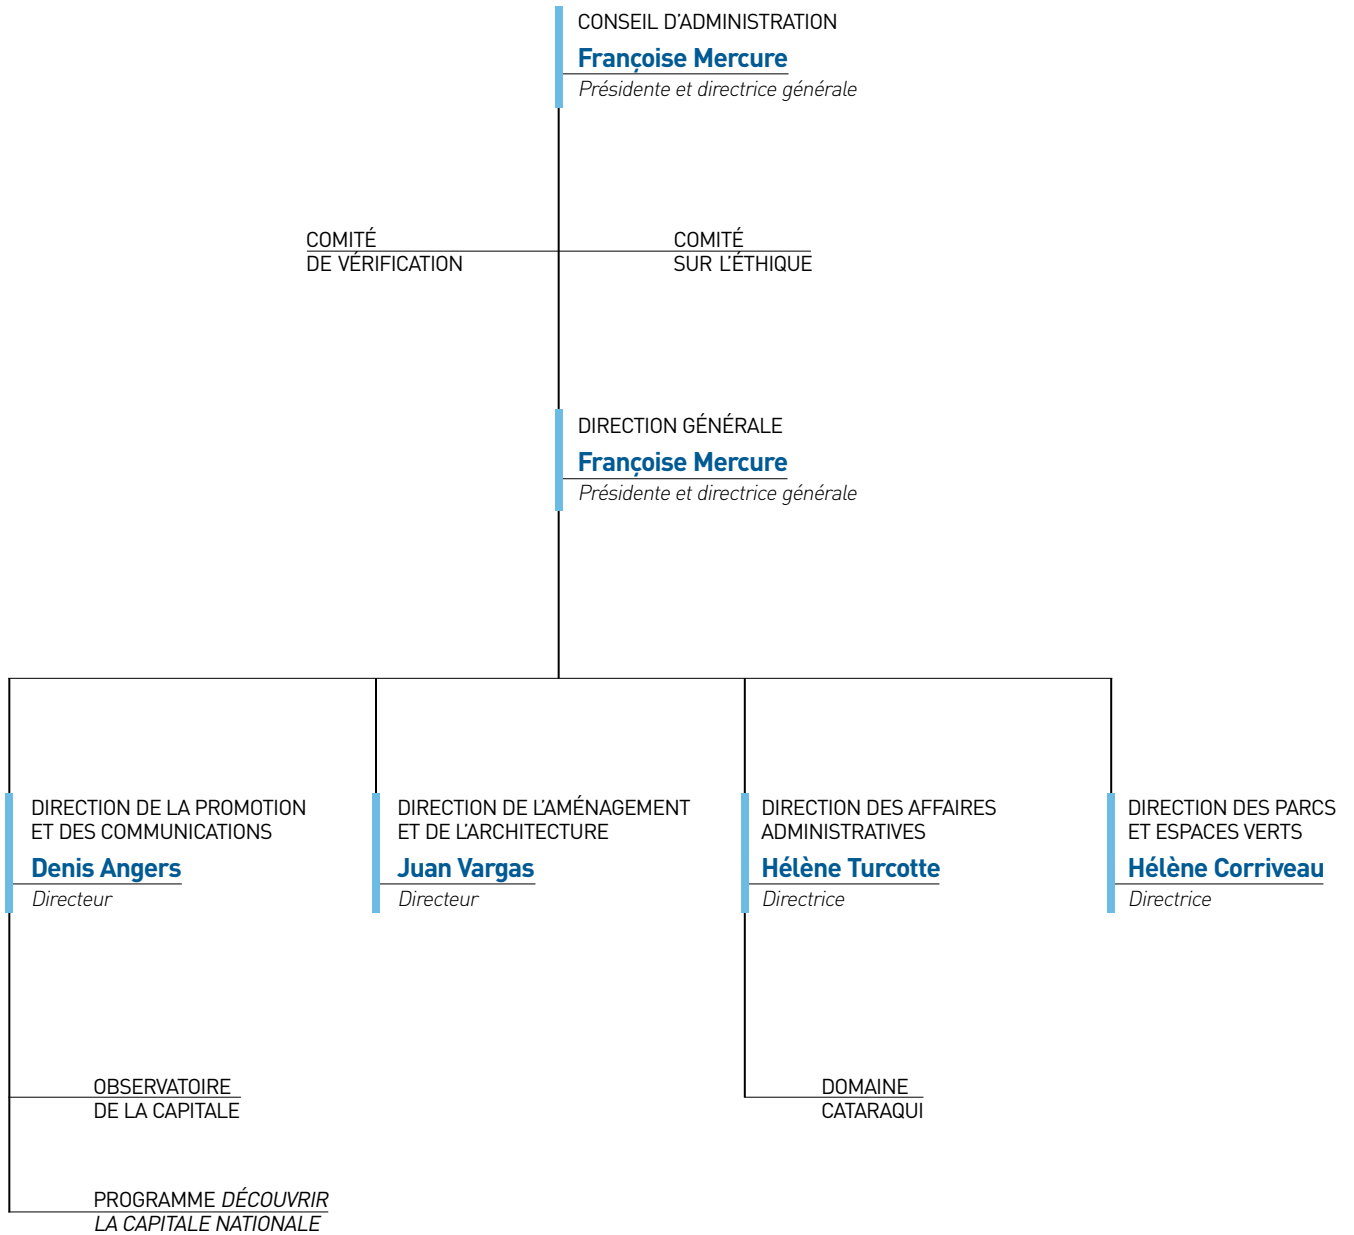 CONSEIL D'ADMINISTRATION
Françoise Mercure
Présidente et directrice générale
COMITÉ
DE VÉRIFICATION
COMITÉ
SUR L'ÉTHIQUE
DIRECTION GÉNÉRALE
Françoise Mercure
Présidente et directrice générale
DIRECTION DE LA PROMOTION
ET DES COMMUNICATIONS
Denis Angers
Directeur
DIRECTION DE L'AMÉNAGEMENT
ET DE L'ARCHITECTURE
Juan Vargas
Directeur
DIRECTION DES AFFAIRES
ADMINISTRATIVES
Hélène Turcotte
Directrice
DIRECTION DES PARCS
ET ESPACES VERTS
Hélène Corriveau
Directrice
OBSERVATOIRE
DE LA CAPITALE
DOMAINE
CATARAQUI
PROGRAMME DÉCOUVRIR
LA CAPITALE NATIONALE